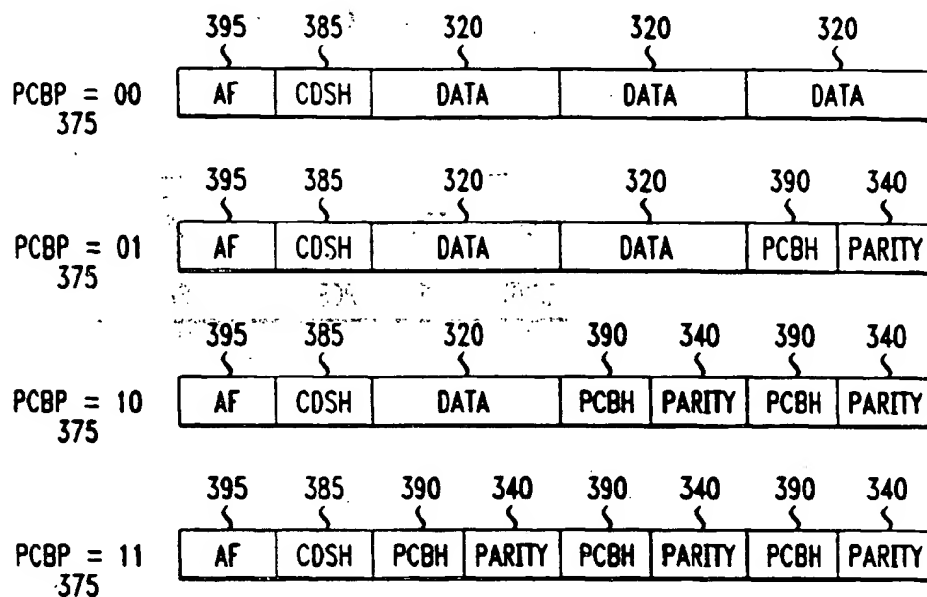 395 385 320 320 320
PCBP = 00 AF CDSH DATA DATA DATA
375
395 385 320 320 390 340
PCBP = 01 AF CDSH DATA DATA PCBH PARITY
375
395 385 320 390 340 390 340
PCBP = 10 AF CDSH DATA PCBH PARITY PCBH PARITY
375
395 385 390 340 390 340 390 340
PCBP = 11 AF CDSH PCBH PARITY PCBH PARITY PCBH PARITY
375